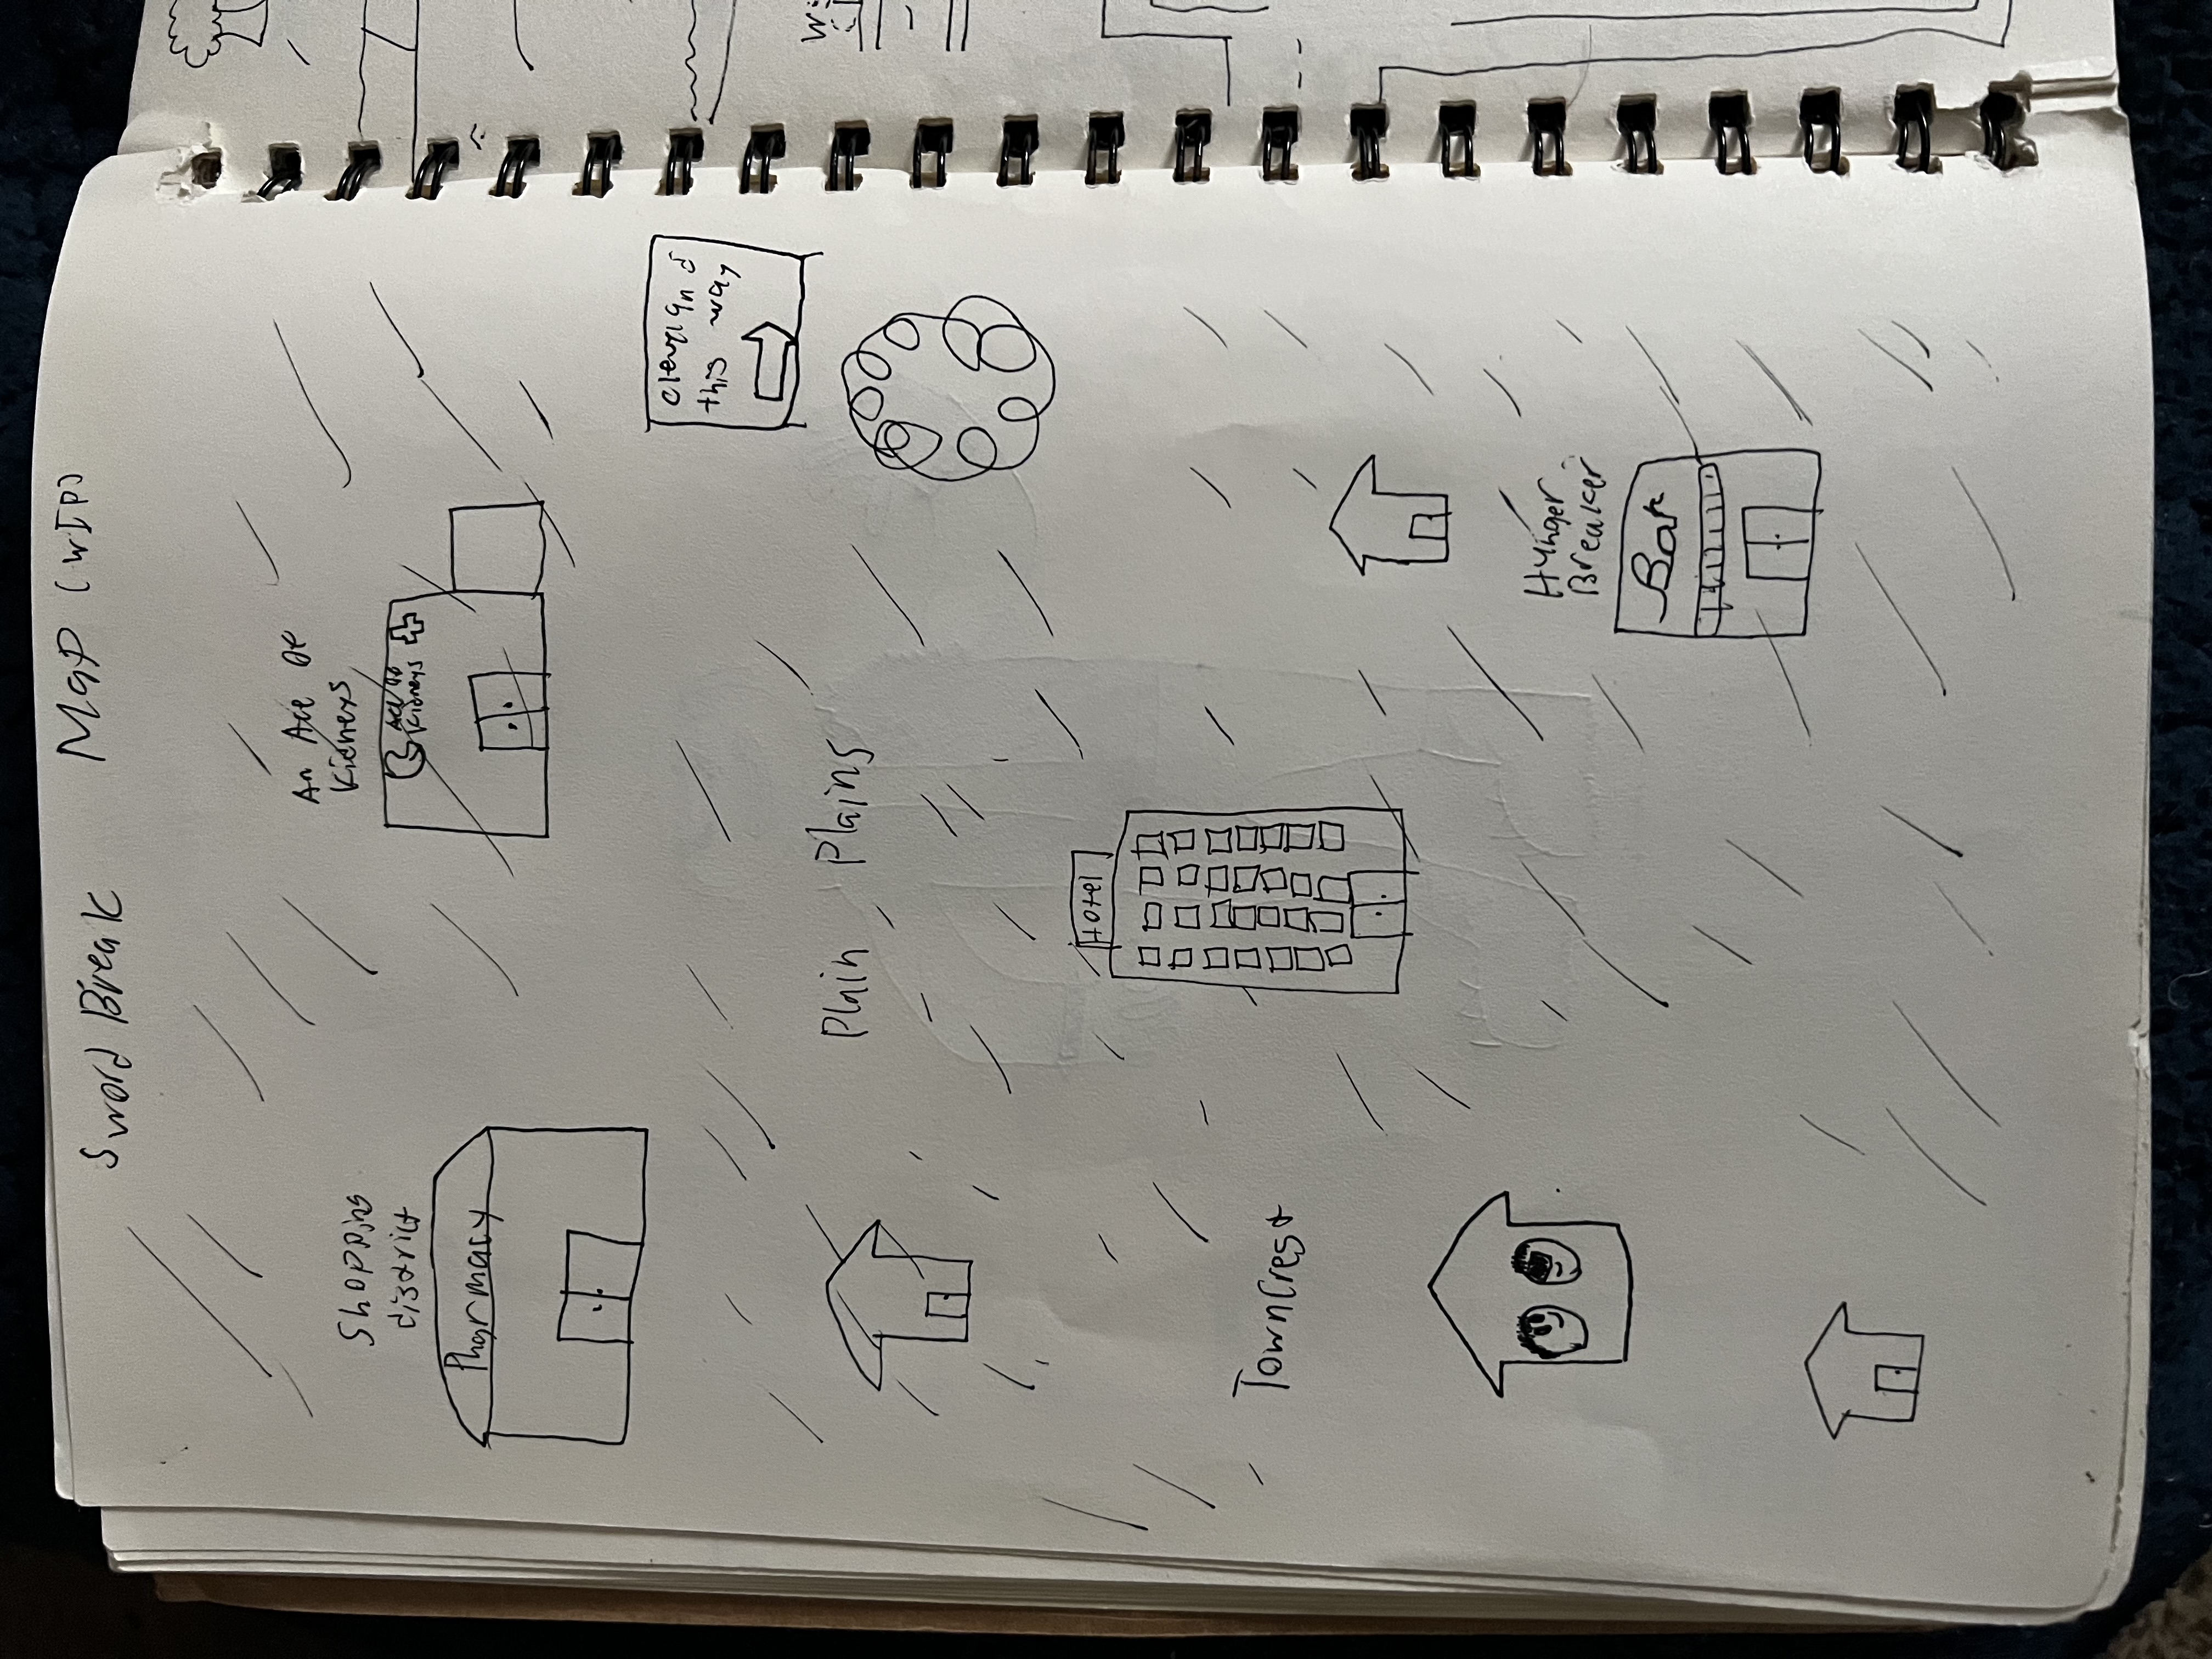 Sword Break Map (WIP)
An Ace Of
Kidneys
Shopping
district
Ace Of
Kidneys
Pharmacy
Clevland
this way
Plain Plains
Hotel
TownCrest
Hunger
Breaker
Bar